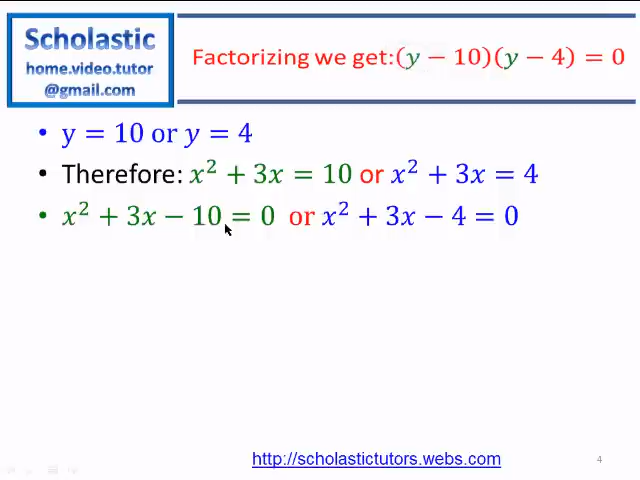 Scholastic
home.video.tutor
@gmail.com
Factorizing we get:(y − 10)(y − 4) = 0
• y = 10 or y = 4
• Therefore: x² + 3x = 10 or x² + 3x = 4
• x² + 3x − 10 = 0 or x² + 3x − 4 = 0
http://scholastictutors.webs.com
4